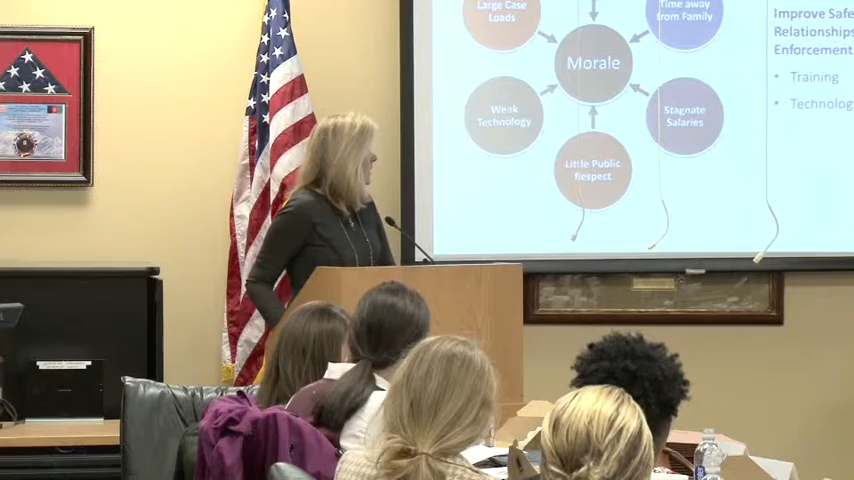 Large Case
Loads
Time away
from Family
Morale
Weak
Technology
Stagnate
Salaries
Little Public
Respect
Improve Safe
Relationships
Enforcement
• Training
• Technolog